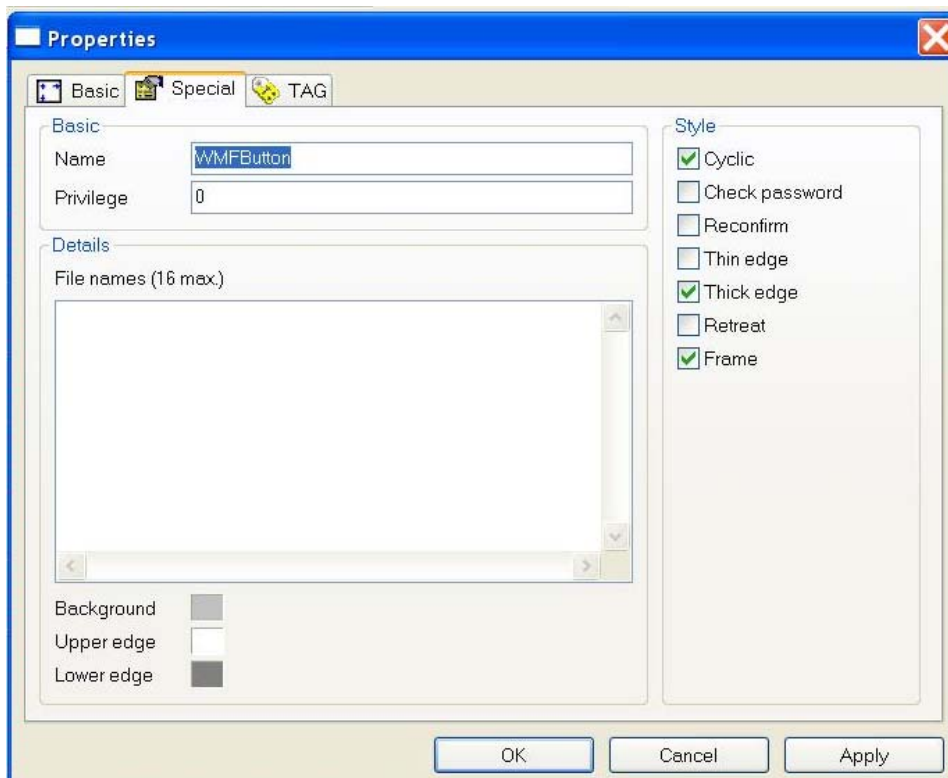 Properties
Basic
Special
TAG
Basic
Name
WMFButton
Privilege
0
Details
File names (16 max.)
Background
Upper edge
Lower edge
Style
Cyclic
Check password
Reconfirm
Thin edge
Thick edge
Retreat
Frame
OK
Cancel
Apply